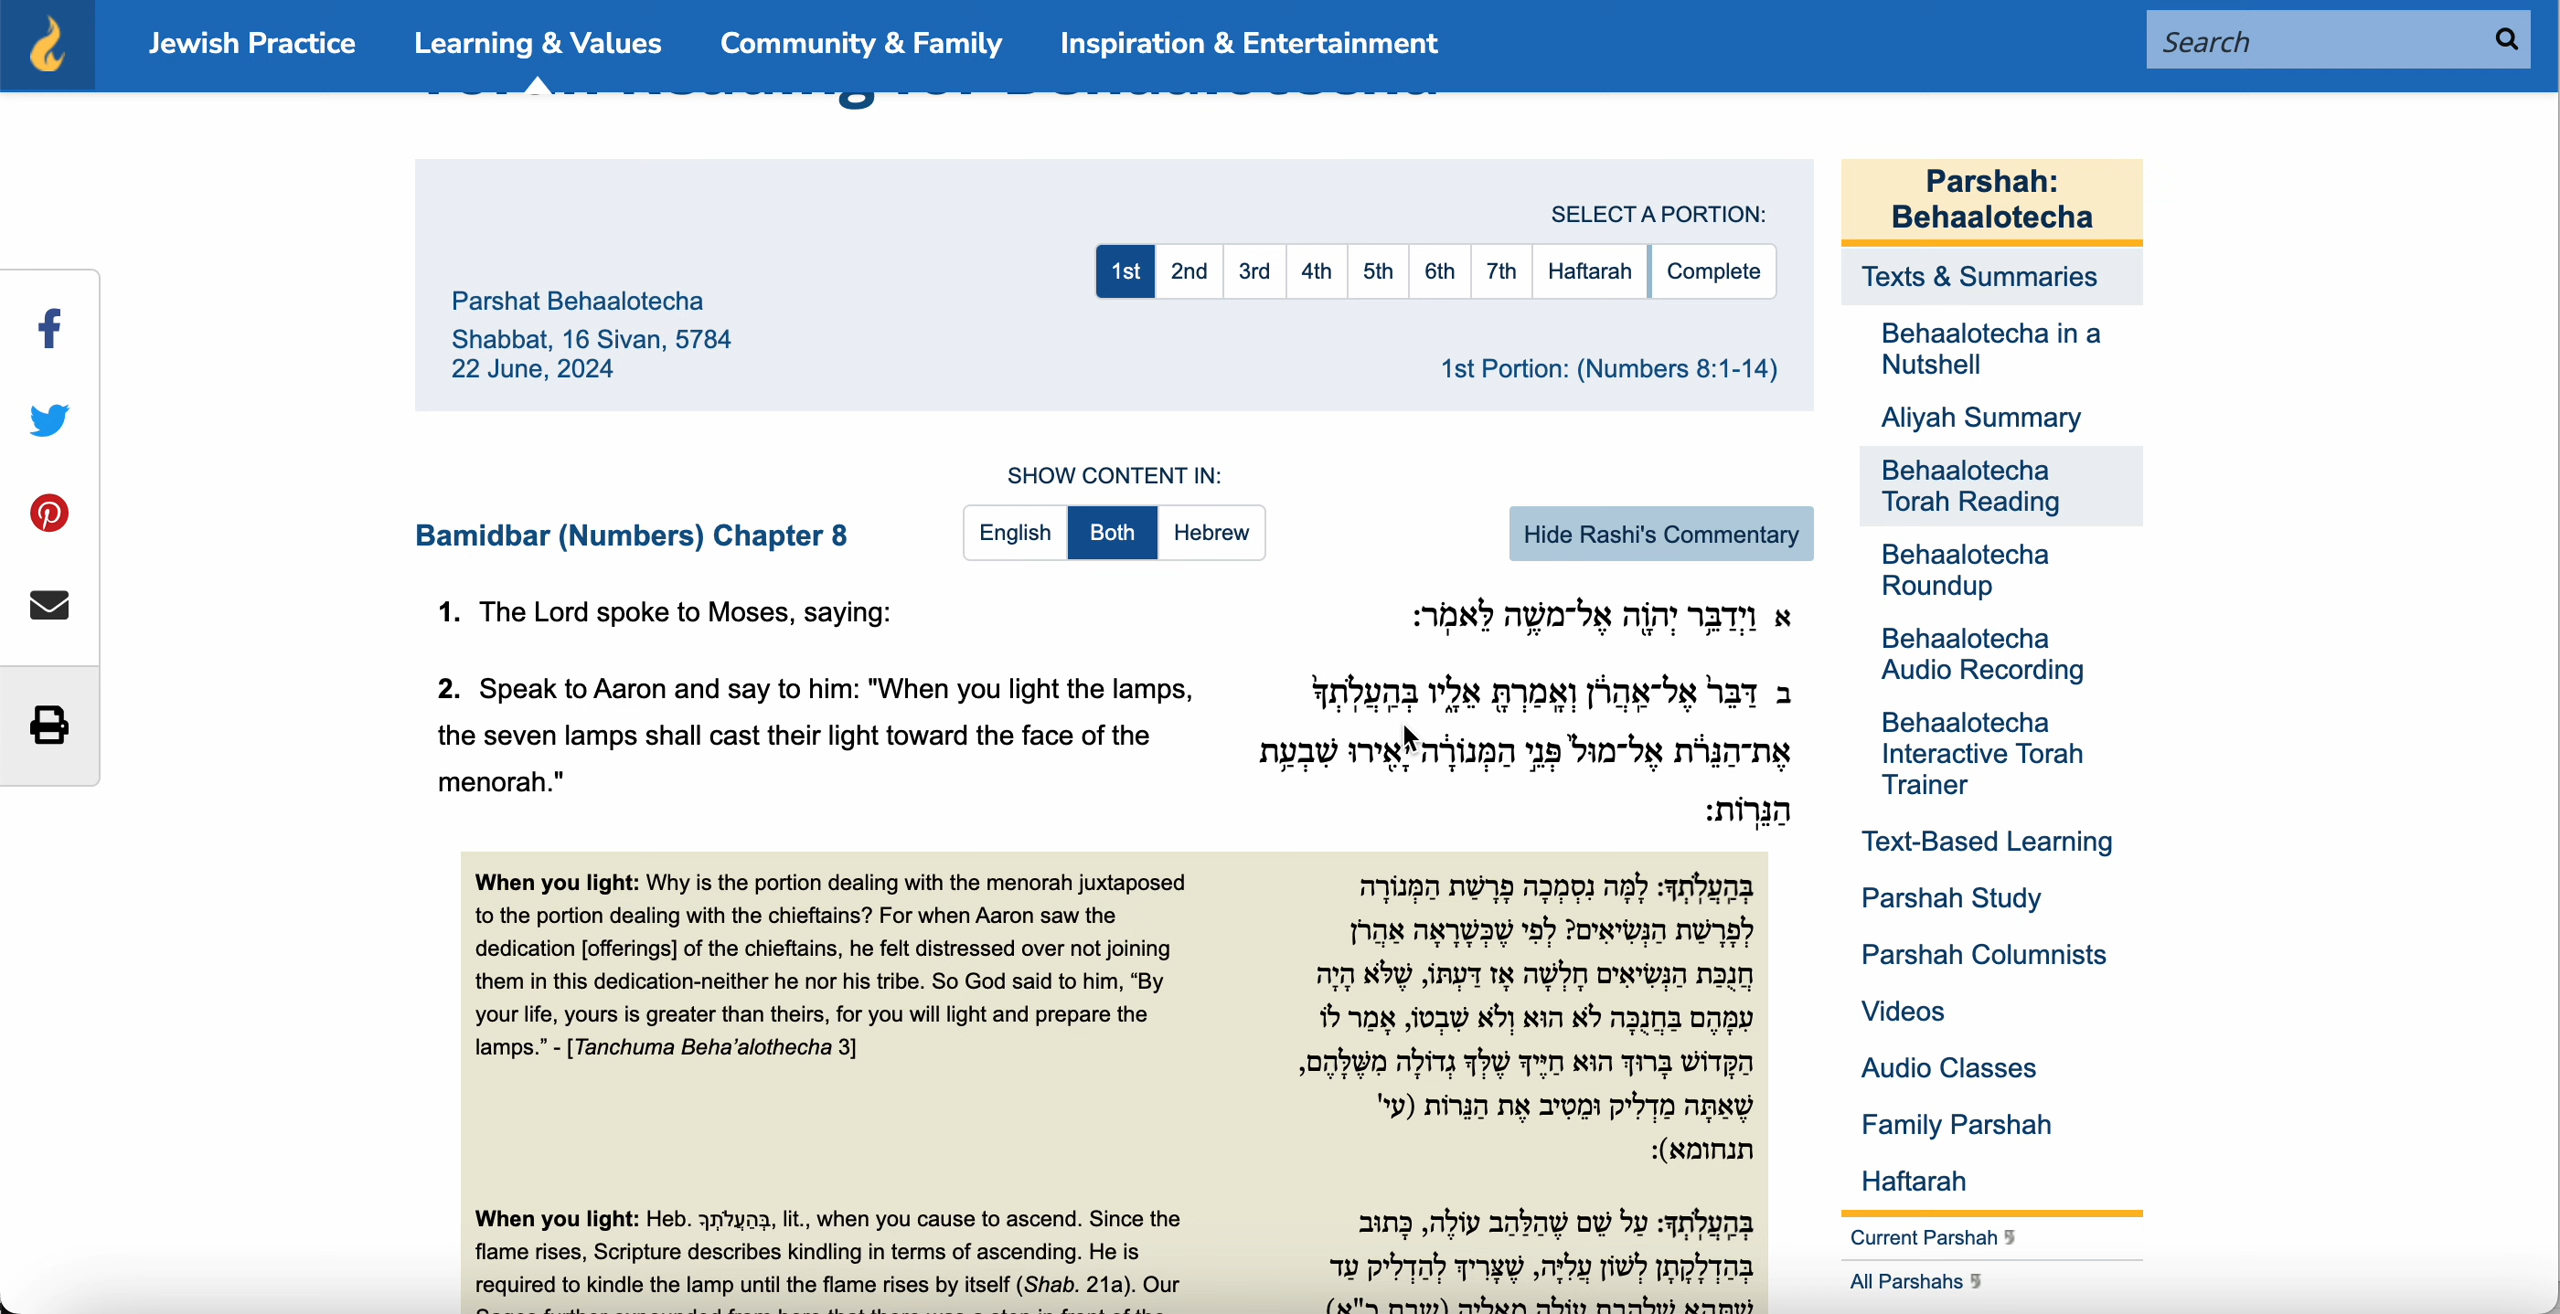 Jewish Practice
Learning & Values
Community & Family
Inspiration & Entertainment
Search
Torah Reading for Behaalotecha
SELECT A PORTION:
1st 2nd 3rd 4th 5th 6th 7th Haftarah Complete
Parshat Behaalotecha
Shabbat, 16 Sivan, 5784
22 June, 2024
1st Portion: (Numbers 8:1-14)
SHOW CONTENT IN:
Bamidbar (Numbers) Chapter 8
English Both Hebrew
Hide Rashi's Commentary
1. The Lord spoke to Moses, saying:
א וַיְדַבֵּ֥ר יְהֹוָ֖ה אֶל־משֶׁ֥ה לֵּאמֹֽר:
2. Speak to Aaron and say to him: "When you light the lamps,
the seven lamps shall cast their light toward the face of the
menorah."
ב דַּבֵּר֙ אֶל־אַ֣הֲרֹ֔ן וְאָֽמַרְתָּ֖ אֵלָ֑יו בְּהַעֲלֹֽתְךָ֙
אֶת־הַנֵּרֹ֔ת אֶל־מוּל֙ פְּנֵ֣י הַמְּנוֹרָ֔ה יָאִ֖ירוּ שִׁבְעַ֥ת
הַנֵּרֽוֹת:
When you light: Why is the portion dealing with the menorah juxtaposed
to the portion dealing with the chieftains? For when Aaron saw the
dedication [offerings] of the chieftains, he felt distressed over not joining
them in this dedication-neither he nor his tribe. So God said to him, “By
your life, yours is greater than theirs, for you will light and prepare the
lamps.” - [Tanchuma Beha’alothecha 3]
בְּהַעֲלֹֽתְךָ: לָמָּה נִסְמְכָה פָרָשַׁת הַמְּנוֹרָה
לְפָרָשַׁת הַנְּשִׂיאִים? לְפִי שֶׁכְּשֶׁרָאָה אַהֲרֹן
חֲנֻכַּת הַנְּשִׂיאִים חָלְשָׁה אָז דַּעְתּוֹ, שֶׁלֹּא הָיָה
עִמָּהֶם בַּחֲנֻכָּה לֹא הוּא וְלֹא שִׁבְטוֹ, אָמַר לוֹ
הַקָּדוֹשׁ בָּרוּךְ הוּא חַיֶּיךָ שֶׁלְּךָ גְדוֹלָה מִשֶּׁלָּהֶם,
שֶׁאַתָּה מַדְלִיק וּמֵטִיב אֶת הַנֵּרוֹת (עי'
תנחומא):
When you light: Heb. בְּהַעֲלֹתְךָ, lit., when you cause to ascend. Since the
flame rises, Scripture describes kindling in terms of ascending. He is
required to kindle the lamp until the flame rises by itself (Shab. 21a). Our
בְּהַעֲלֹֽתְךָ: עַל שֵׁם שֶׁהַלַּהַב עוֹלֶה, כָּתוּב
בְּהַדְלָקָתָן לְשׁוֹן עֲלִיָּה, שֶׁצָּרִיךְ לְהַדְלִיק עַד
שֶׁתְּהֵא שַׁלְהֶבֶת עוֹלָה מֵאֵלֶיהָ (שבת כ"א)
Parshah:
Behaalotecha
Texts & Summaries
Behaalotecha in a
Nutshell
Aliyah Summary
Behaalotecha
Torah Reading
Behaalotecha
Roundup
Behaalotecha
Audio Recording
Behaalotecha
Interactive Torah
Trainer
Text-Based Learning
Parshah Study
Parshah Columnists
Videos
Audio Classes
Family Parshah
Haftarah
Current Parshah
All Parshahs